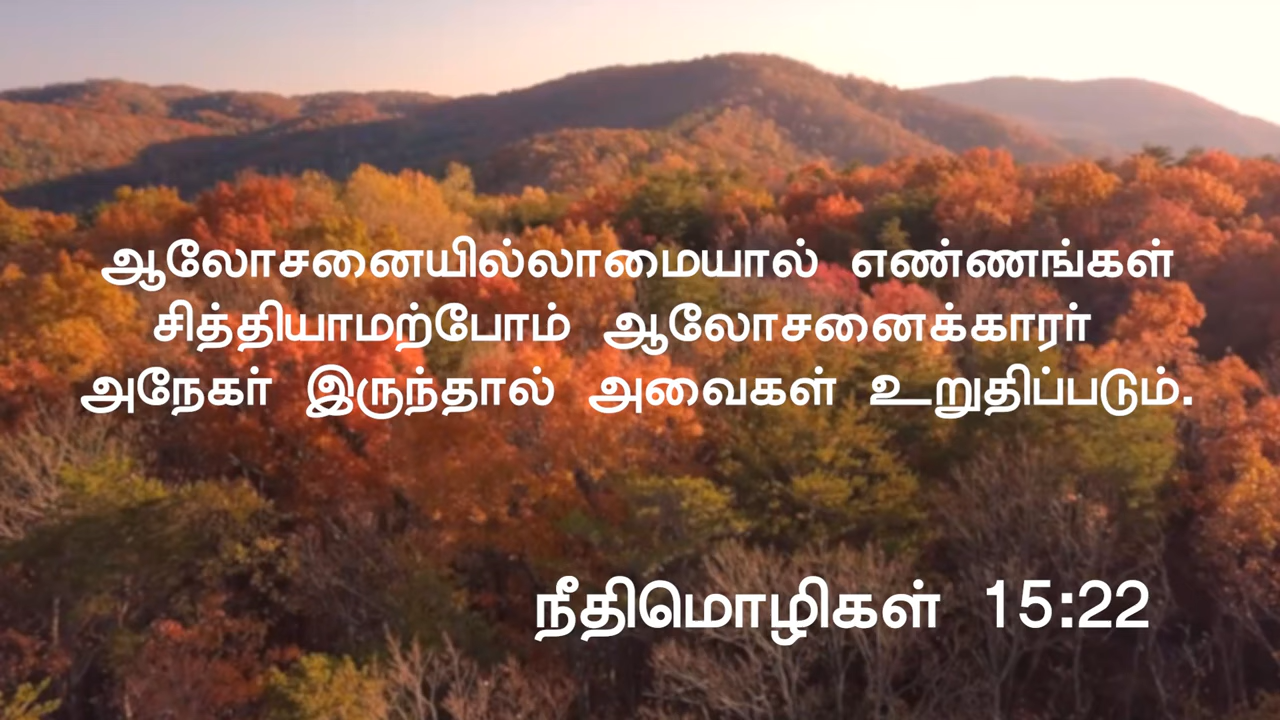 ஆலோசனையில்லாமையால் எண்ணங்கள்
சித்தியாமற்போம் ஆலோசனைக்காரர்
அநேகர் இருந்தால் அவைகள் உறுதிப்படும்.
நீதிமொழிகள் 15:22